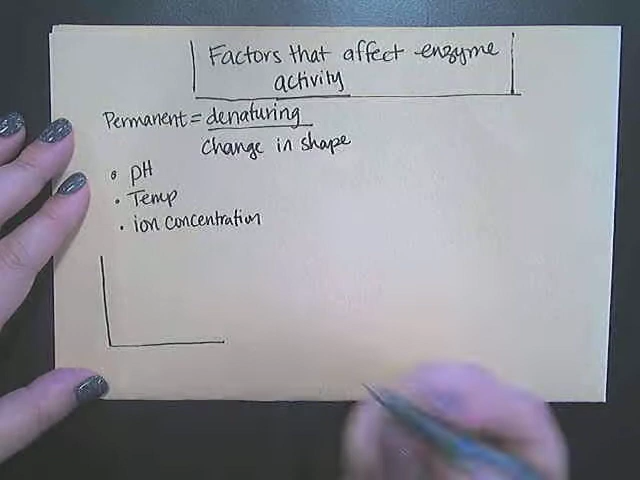 Factors that affect enzyme
activity
Permanent = denaturing
change in shape
• pH
• Temp
• ion concentration